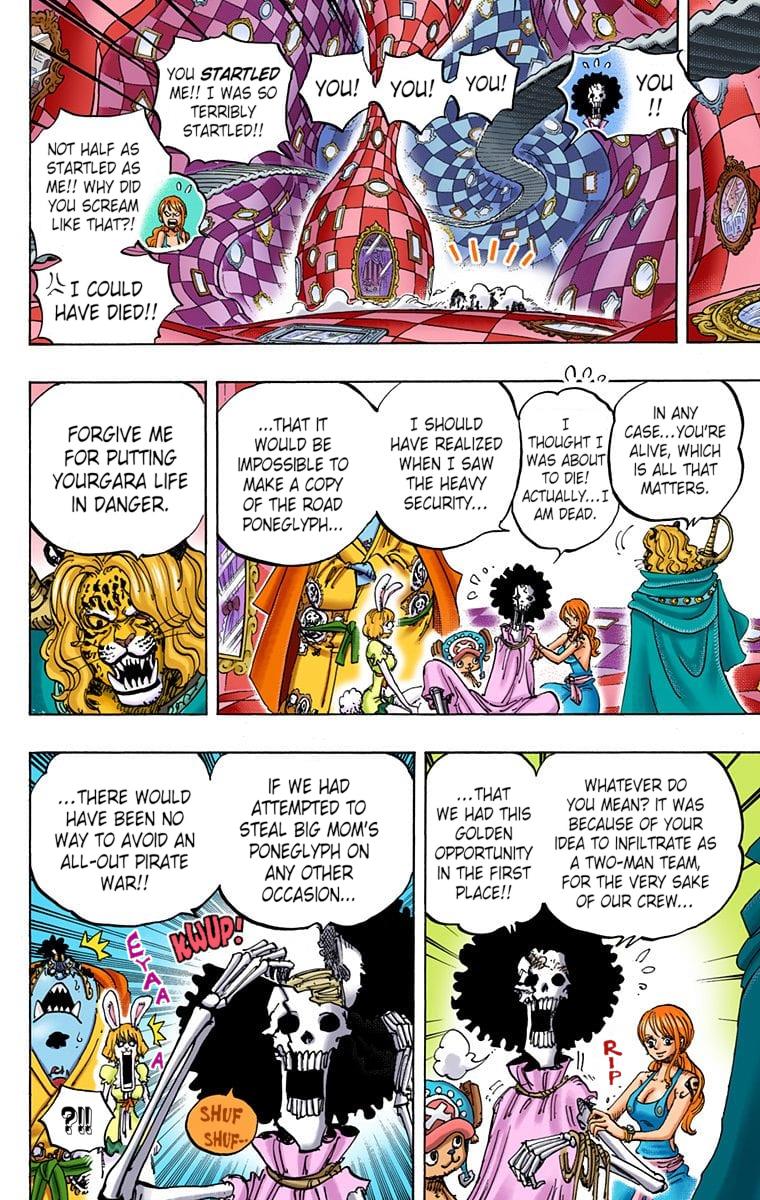 YOU
!!
YOU!
YOU!
YOU!
YOU STARTLED
ME!! I WAS SO
TERRIBLY
STARTLED!!
NOT HALF AS
STARTLED AS
ME!! WHY DID
YOU SCREAM
LIKE THAT?!
I COULD
HAVE DIED!!
IN ANY
CASE...YOU'RE
ALIVE, WHICH
IS ALL THAT
MATTERS.
I
THOUGHT I
WAS ABOUT
TO DIE!
ACTUALLY...I
AM DEAD.
I SHOULD
HAVE REALIZED
WHEN I SAW
THE HEAVY
SECURITY...
...THAT IT
WOULD BE
IMPOSSIBLE TO
MAKE A COPY
OF THE ROAD
PONEGLYPH...
FORGIVE ME
FOR PUTTING
YOURGARA LIFE
IN DANGER.
WHATEVER DO
YOU MEAN? IT WAS
BECAUSE OF YOUR
IDEA TO INFILTRATE AS
A TWO-MAN TEAM,
FOR THE VERY SAKE
OF OUR CREW...
...THAT
WE HAD THIS
GOLDEN
OPPORTUNITY
IN THE FIRST
PLACE!!
RIP
IF WE HAD
ATTEMPTED TO
STEAL BIG MOM'S
PONEGLYPH ON
ANY OTHER
OCCASION...
...THERE WOULD
HAVE BEEN NO
WAY TO AVOID AN
ALL-OUT PIRATE
WAR!!
KWUP!
EYAA
A
SHUF
SHUF--
?!!